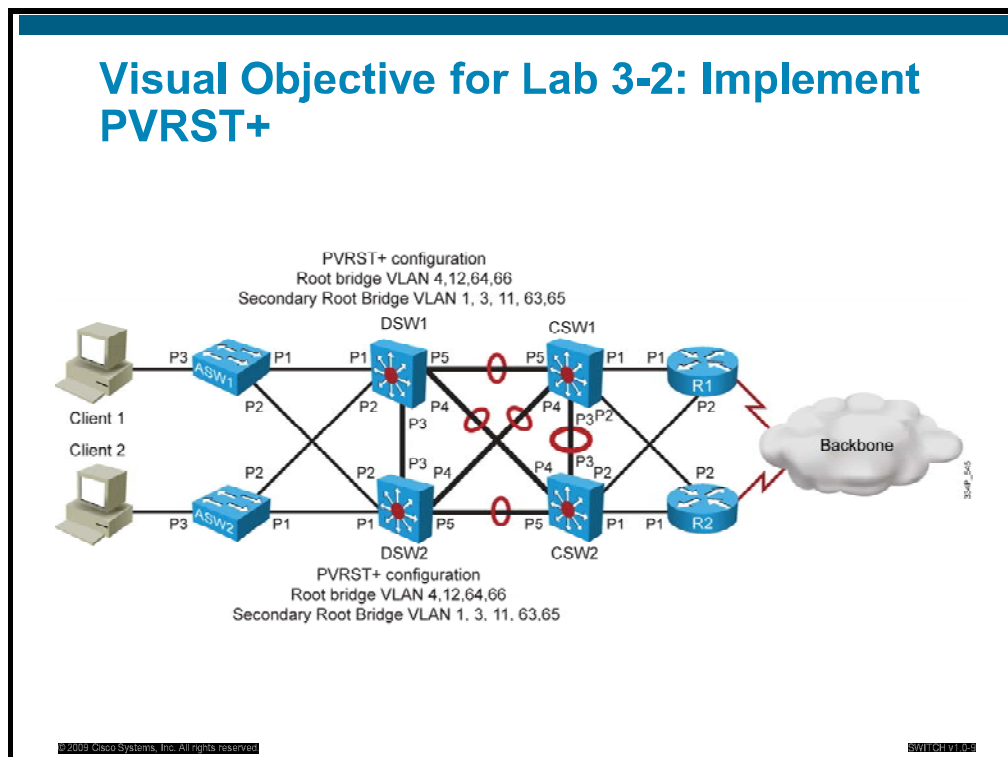 Visual Objective for Lab 3-2: Implement
PVRST+
PVRST+ configuration
Root bridge VLAN 4,12,64,66
Secondary Root Bridge VLAN 1, 3, 11, 63,65
DSW1
CSW1
P3
ASW1
P1
P1
P5
P5
P1
P1
R1
P2
P2
P4
P4
P3
P2
P2
Client 1
P3
Client 2
P3
P3
Backbone
P2
P2
P4
P4
P2
P2
P3
ASW2
P1
P1
P5
P5
P1
P1
R2
DSW2
CSW2
PVRST+ configuration
Root bridge VLAN 4,12,64,66
Secondary Root Bridge VLAN 1, 3, 11, 63,65
334P_545
© 2009 Cisco Systems, Inc. All rights reserved.
SWITCH v1.0-9